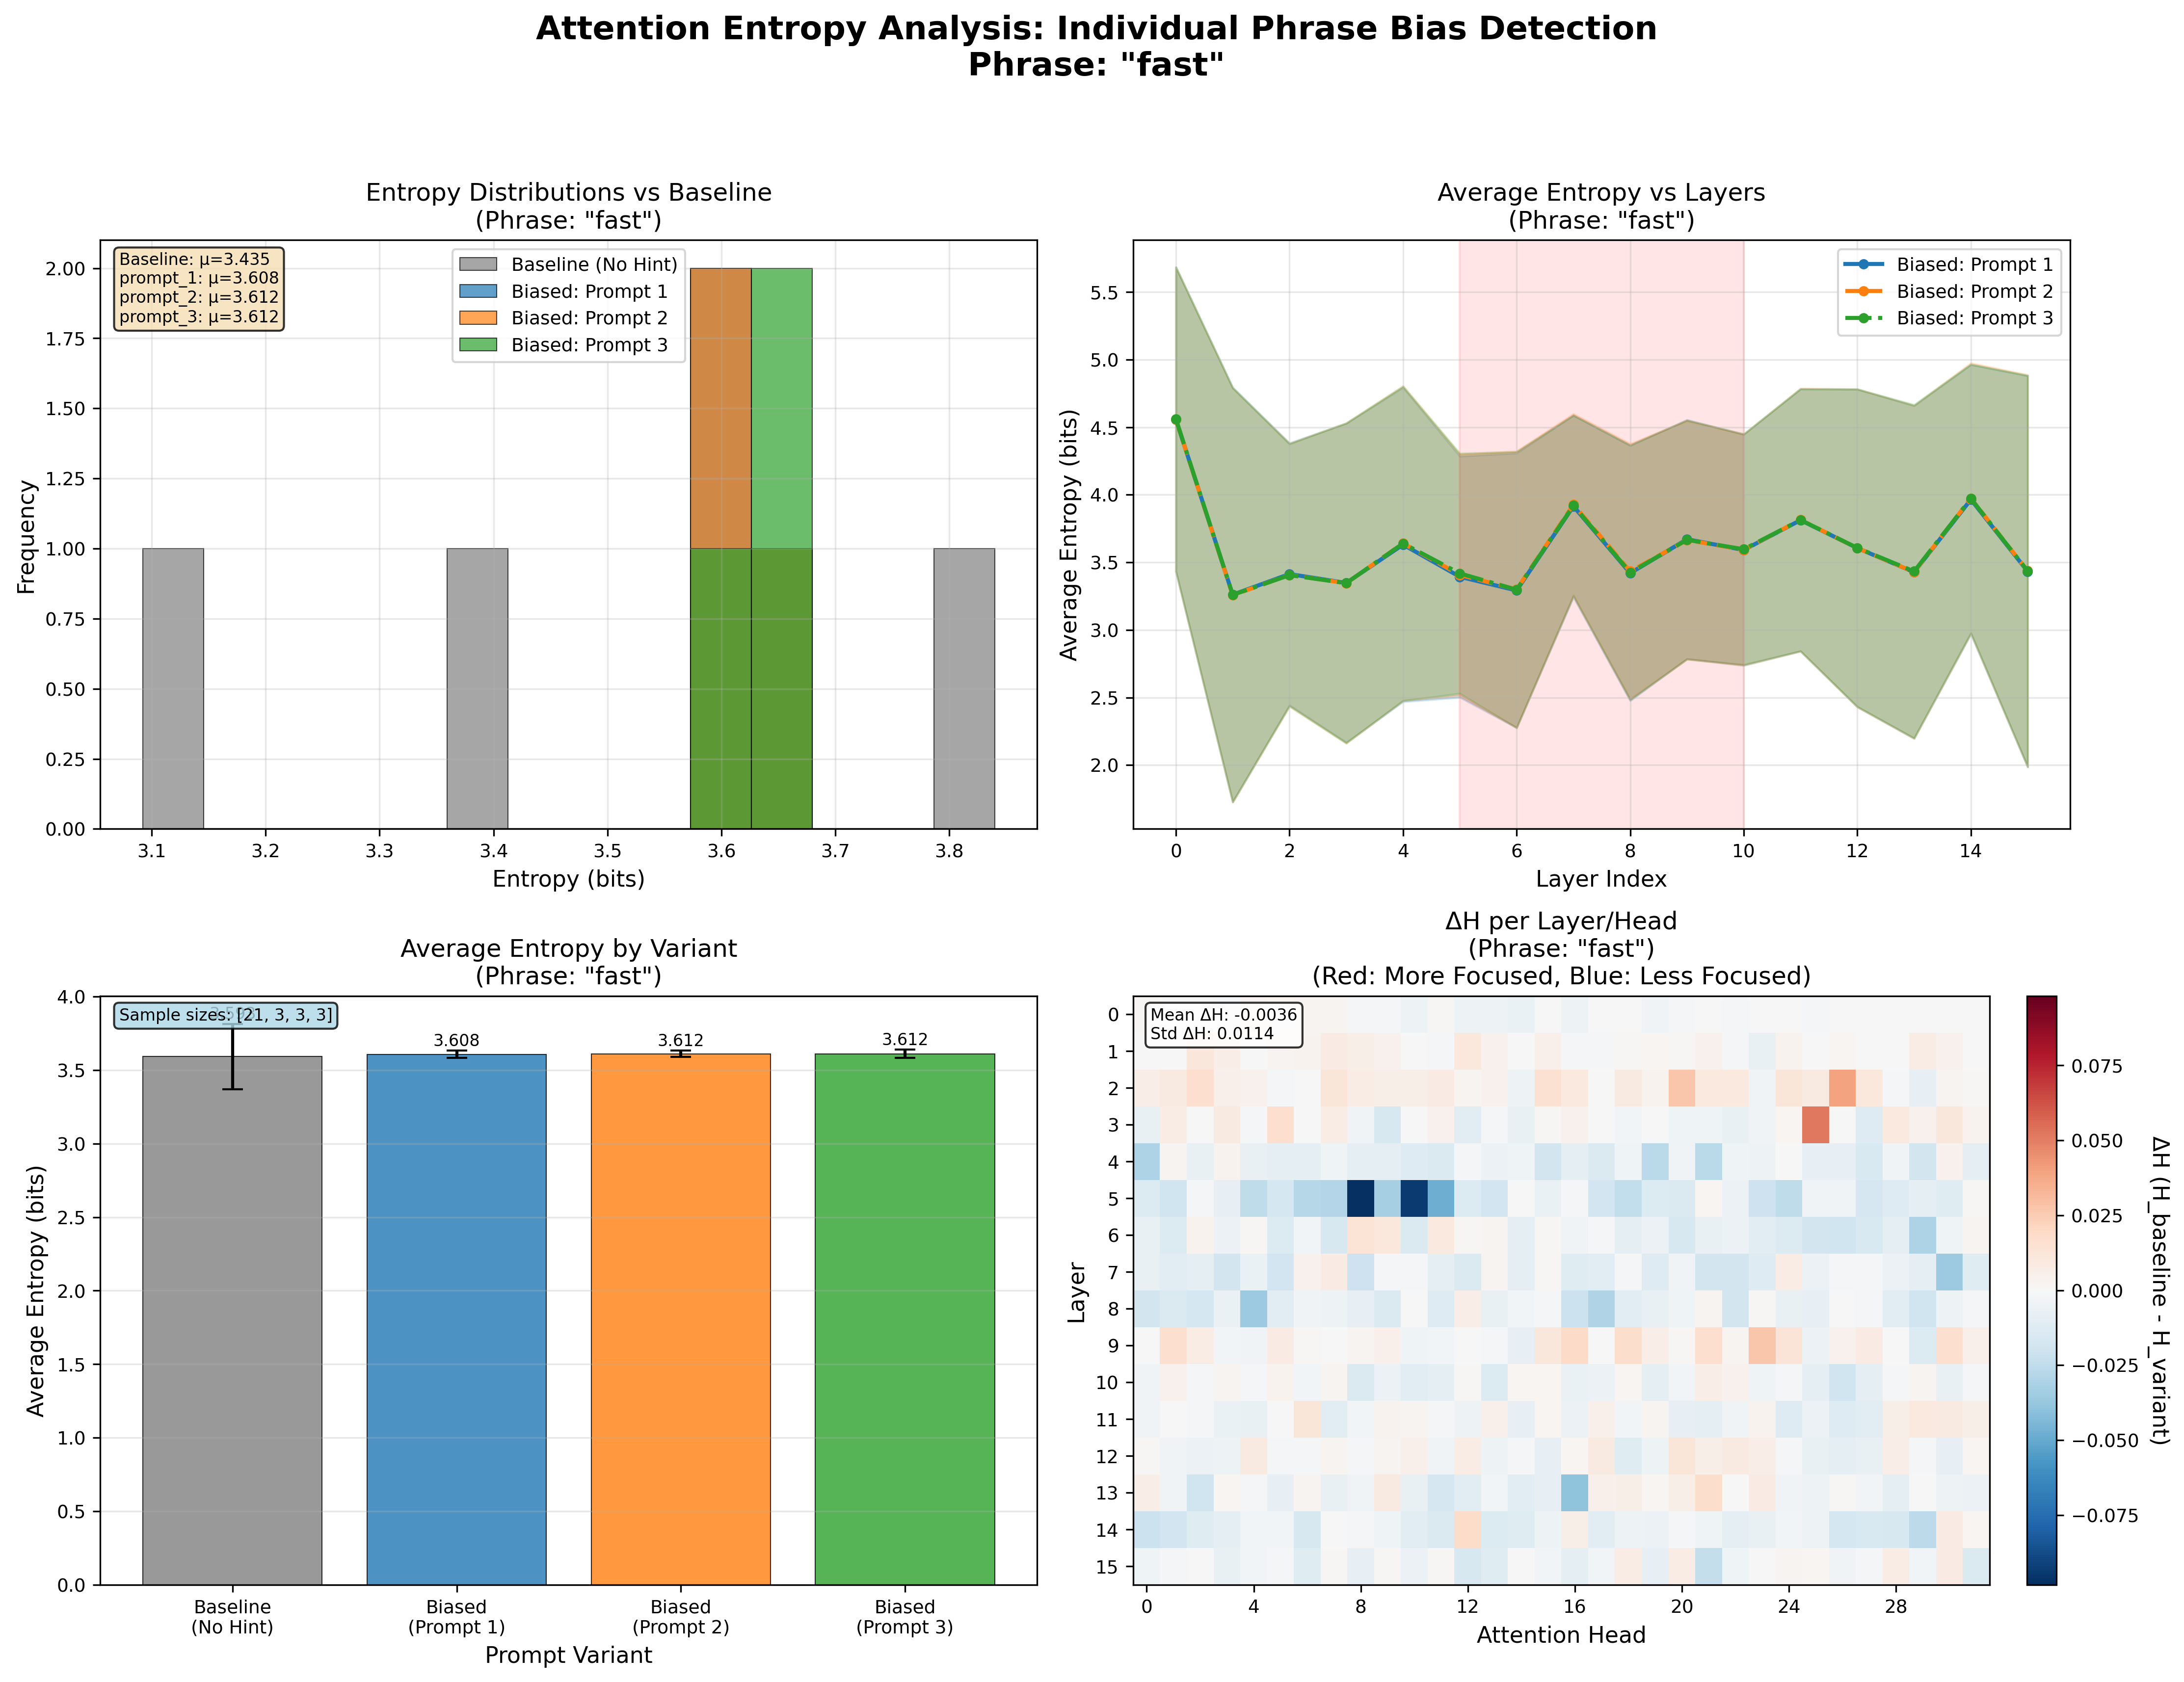 Attention Entropy Analysis: Individual Phrase Bias Detection
Phrase: "fast"
Entropy Distributions vs Baseline
(Phrase: "fast")
Baseline: μ=3.435
prompt_1: μ=3.608
prompt_2: μ=3.612
prompt_3: μ=3.612
Baseline (No Hint)
Biased: Prompt 1
Biased: Prompt 2
Biased: Prompt 3
Frequency
2.00
1.75
1.50
1.25
1.00
0.75
0.50
0.25
0.00
3.1 3.2 3.3 3.4 3.5 3.6 3.7 3.8
Entropy (bits)
Average Entropy vs Layers
(Phrase: "fast")
Biased: Prompt 1
Biased: Prompt 2
Biased: Prompt 3
Average Entropy (bits)
5.5
5.0
4.5
4.0
3.5
3.0
2.5
2.0
0 2 4 6 8 10 12 14
Layer Index
Average Entropy by Variant
(Phrase: "fast")
Sample sizes: [21, 3, 3, 3]
3.608
3.612
3.612
Average Entropy (bits)
4.0
3.5
3.0
2.5
2.0
1.5
1.0
0.5
0.0
Baseline
(No Hint)
Biased
(Prompt 1)
Biased
(Prompt 2)
Biased
(Prompt 3)
Prompt Variant
ΔH per Layer/Head
(Phrase: "fast")
(Red: More Focused, Blue: Less Focused)
Mean ΔH: -0.0036
Std ΔH: 0.0114
Layer
0
1
2
3
4
5
6
7
8
9
10
11
12
13
14
15
0 4 8 12 16 20 24 28
Attention Head
0.075
0.050
0.025
0.000
−0.025
−0.050
−0.075
ΔH (H_baseline - H_variant)